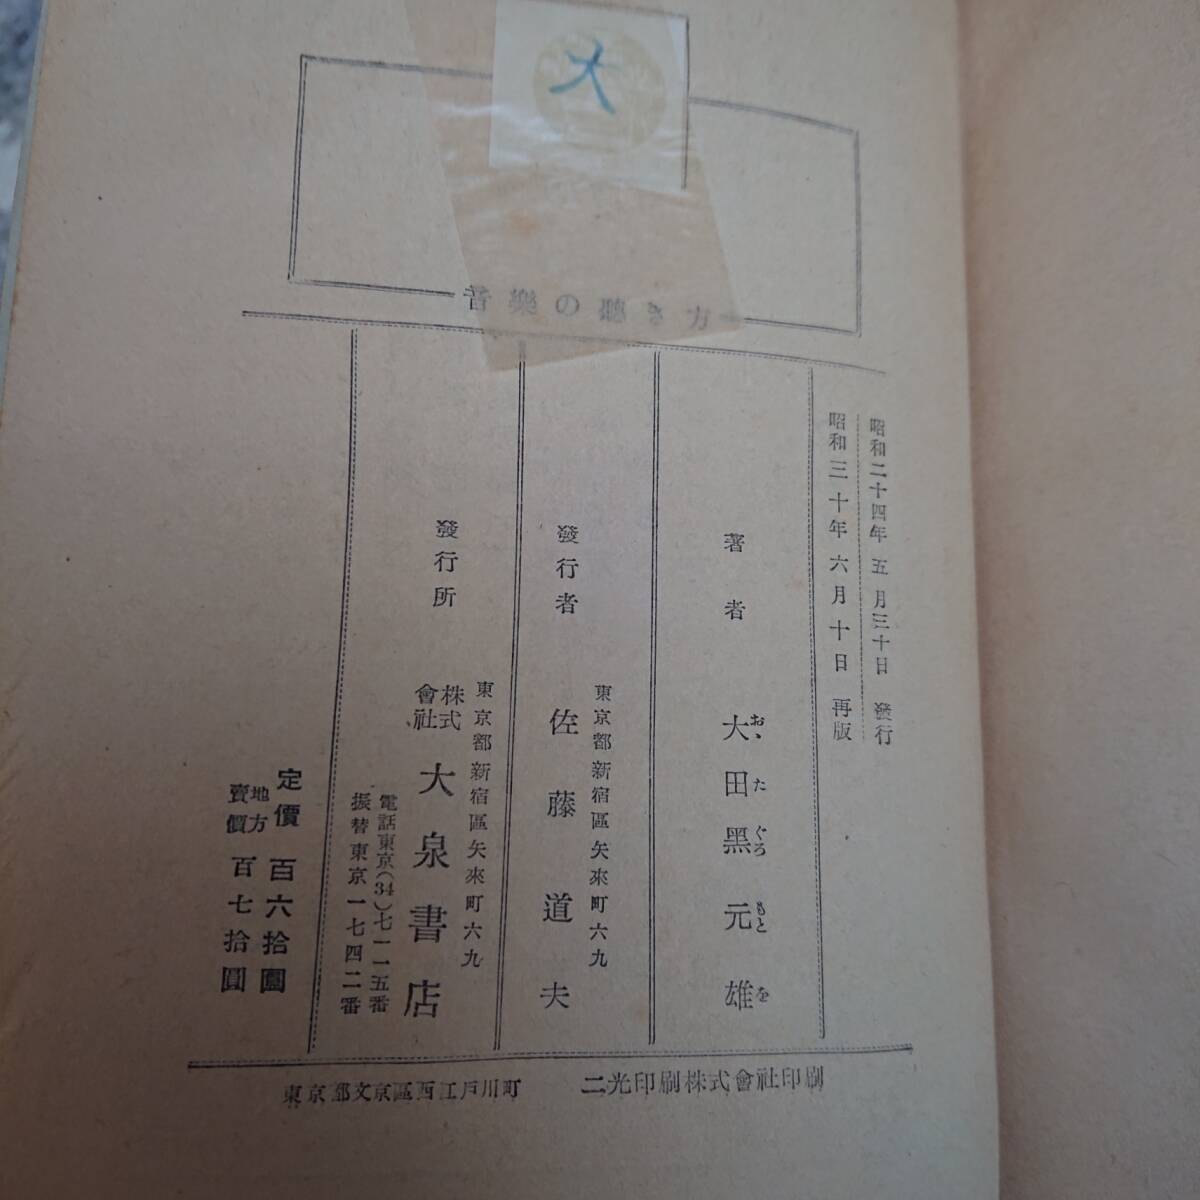 大
音樂の聽き方
昭和二十四年五月三十日 發行
昭和三十年六月十日 再版
著者 大田黑元雄
おゝたぐろもとを
發行者 佐藤道夫
東京都新宿區矢來町六九
發行所 株式會社 大泉書店
東京都新宿區矢來町六九
電話東京(34)七一一五番
振替東京一七四二番
定價 百六拾圓
地方賣價 百七拾圓
二光印刷株式會社印刷
東京都文京區西江戸川町